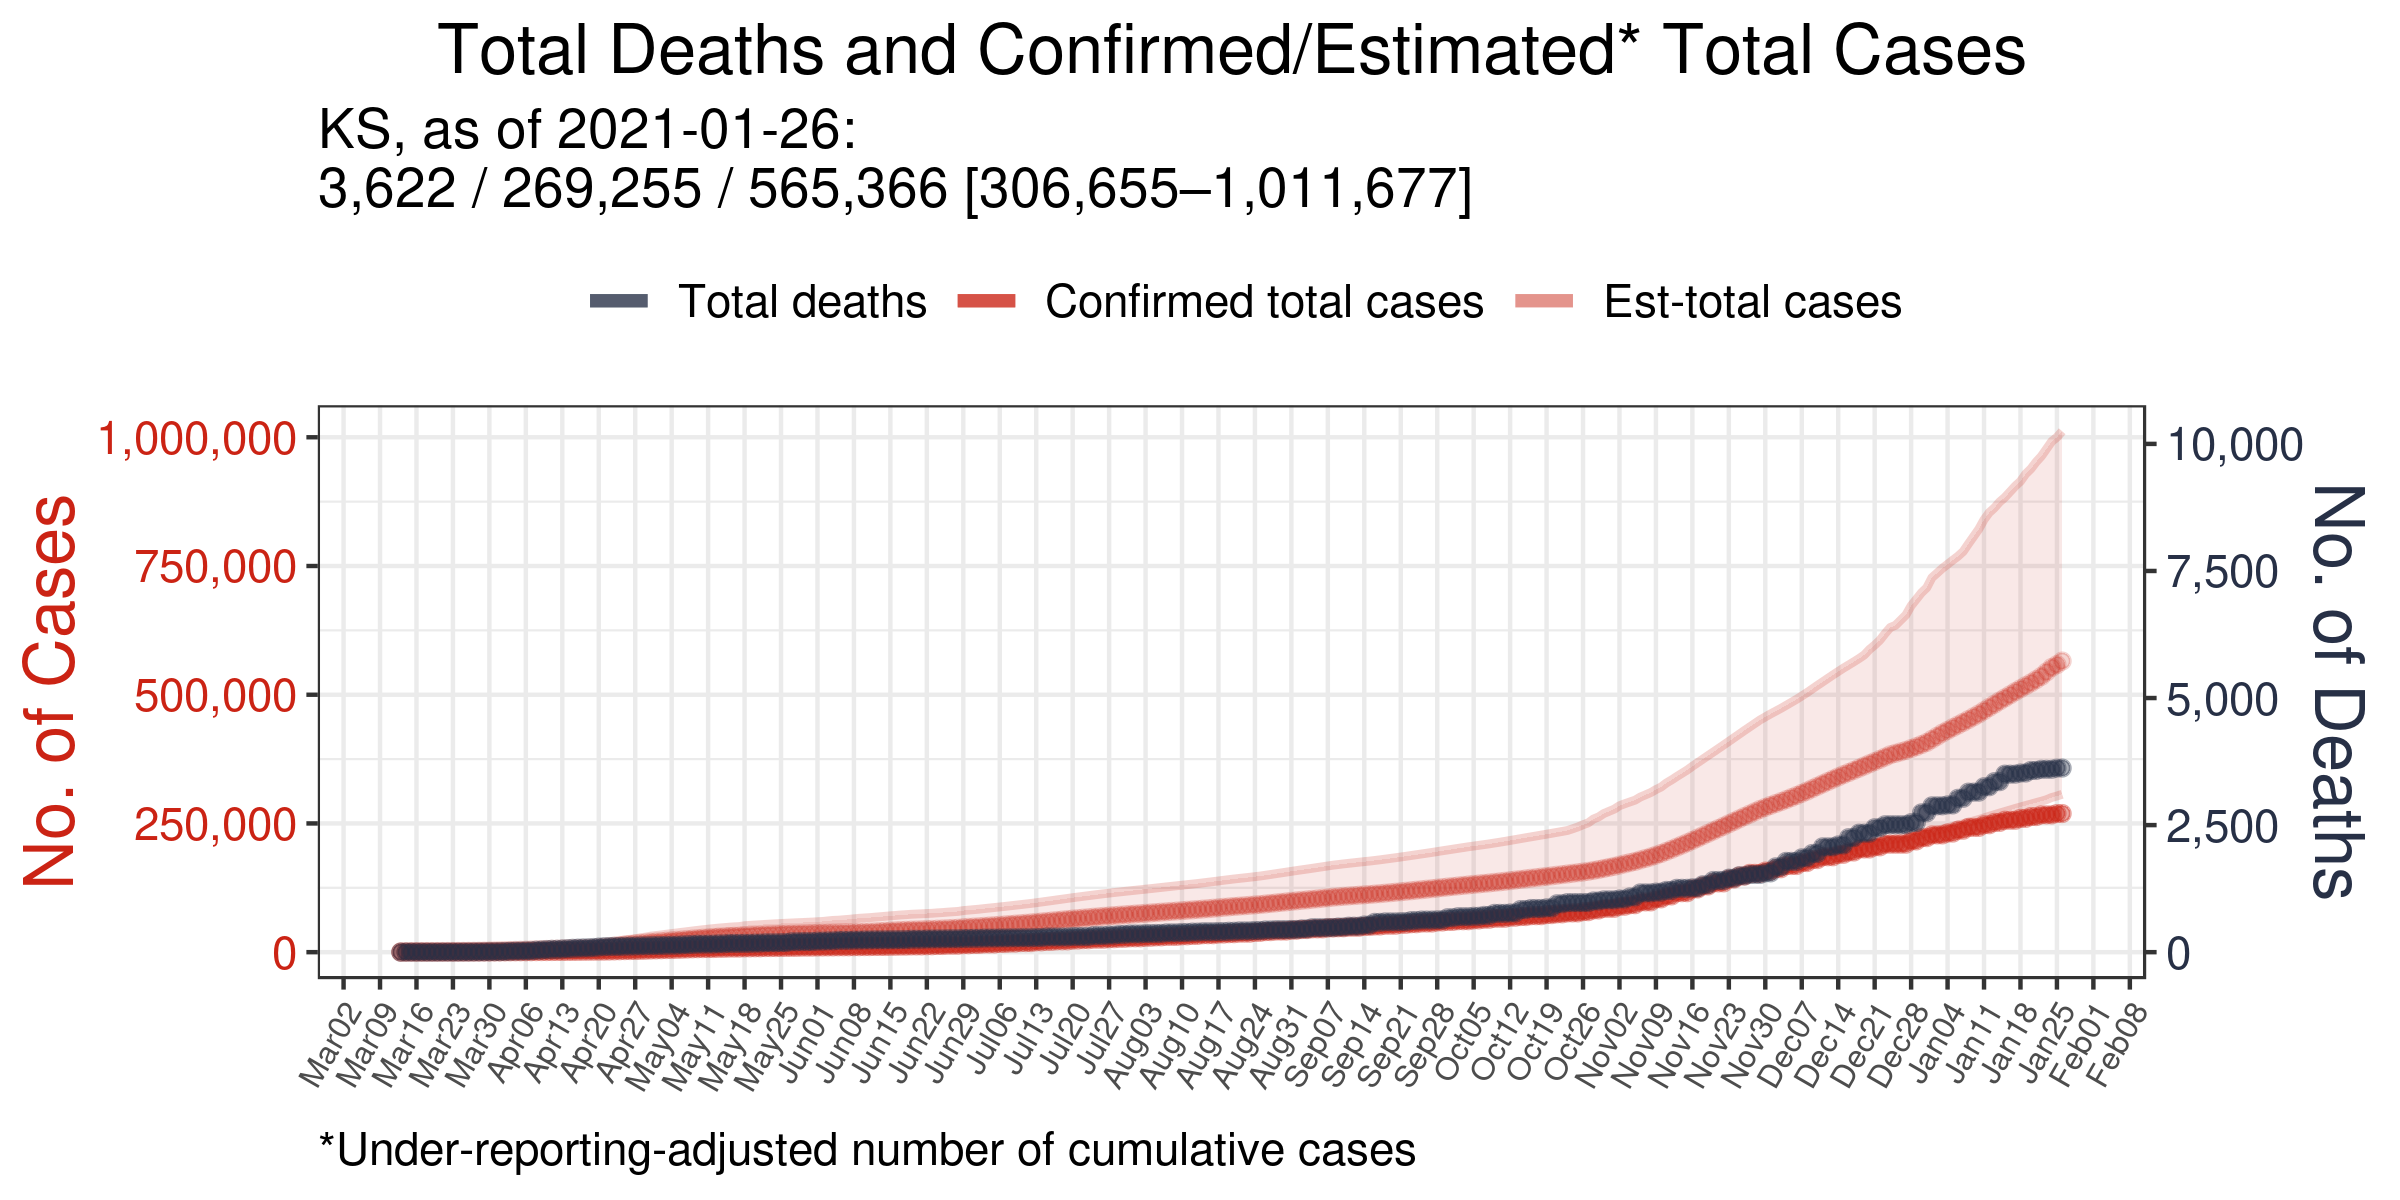 Total Deaths and Confirmed/Estimated* Total Cases
KS, as of 2021-01-26:
3,622 / 269,255 / 565,366 [306,655–1,011,677]
Total deaths
Confirmed total cases
Est-total cases
No. of Cases
1,000,000
750,000
500,000
250,000
0
10,000
7,500
5,000
2,500
0
No. of Deaths
Mar02
Mar09
Mar16
Mar23
Mar30
Apr06
Apr13
Apr20
Apr27
May04
May11
May18
May25
Jun01
Jun08
Jun15
Jun22
Jun29
Jul06
Jul13
Jul20
Jul27
Aug03
Aug10
Aug17
Aug24
Aug31
Sep07
Sep14
Sep21
Sep28
Oct05
Oct12
Oct19
Oct26
Nov02
Nov09
Nov16
Nov23
Nov30
Dec07
Dec14
Dec21
Dec28
Jan04
Jan11
Jan18
Jan25
Feb01
Feb08
*Under-reporting-adjusted number of cumulative cases